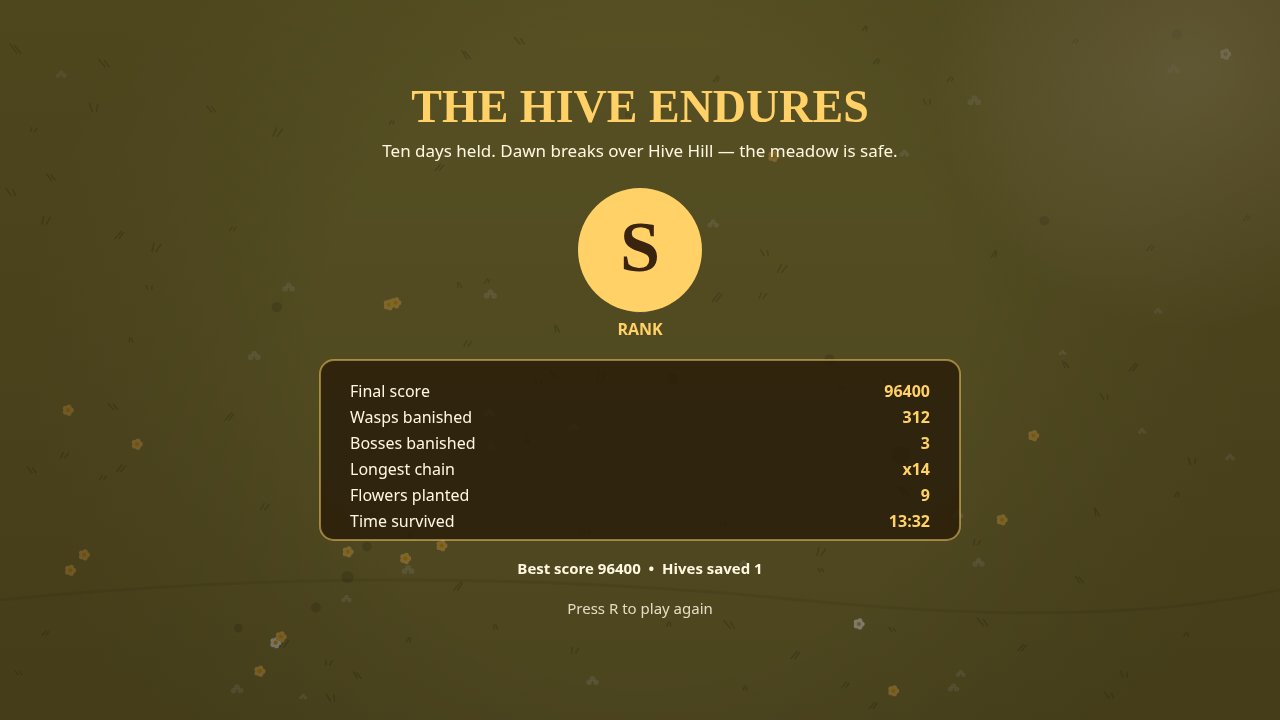 THE HIVE ENDURES
Ten days held. Dawn breaks over Hive Hill — the meadow is safe.
S
RANK
Final score 96400
Wasps banished 312
Bosses banished 3
Longest chain x14
Flowers planted 9
Time survived 13:32
Best score 96400 • Hives saved 1
Press R to play again